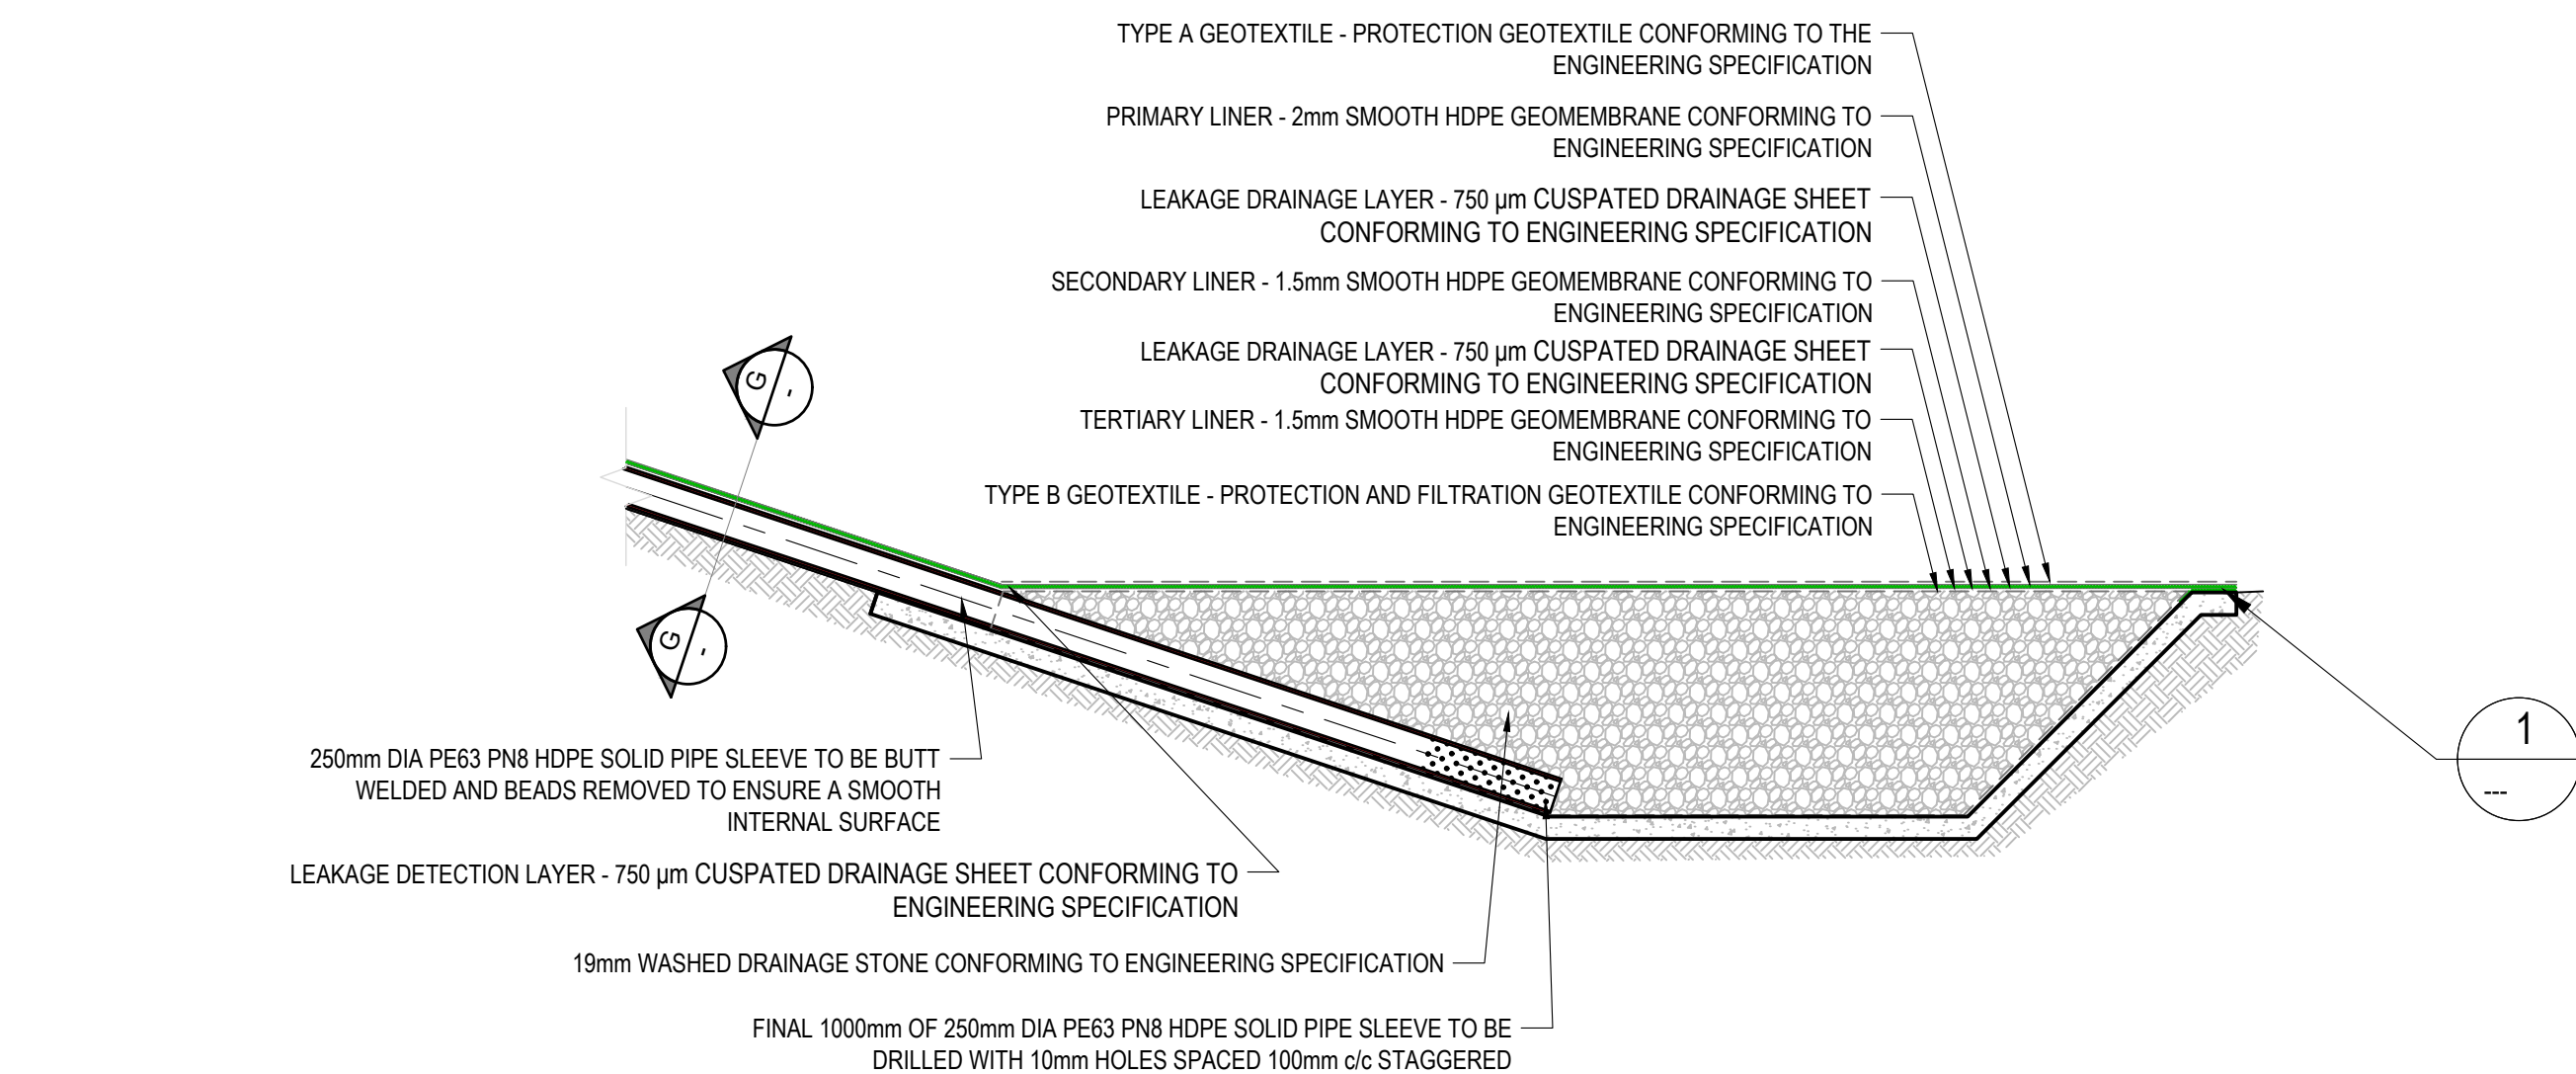 TYPE A GEOTEXTILE - PROTECTION GEOTEXTILE CONFORMING TO THE
ENGINEERING SPECIFICATION
PRIMARY LINER - 2mm SMOOTH HDPE GEOMEMBRANE CONFORMING TO
ENGINEERING SPECIFICATION
LEAKAGE DRAINAGE LAYER - 750 µm CUSPATED DRAINAGE SHEET
CONFORMING TO ENGINEERING SPECIFICATION
SECONDARY LINER - 1.5mm SMOOTH HDPE GEOMEMBRANE CONFORMING TO
ENGINEERING SPECIFICATION
LEAKAGE DRAINAGE LAYER - 750 µm CUSPATED DRAINAGE SHEET
CONFORMING TO ENGINEERING SPECIFICATION
TERTIARY LINER - 1.5mm SMOOTH HDPE GEOMEMBRANE CONFORMING TO
ENGINEERING SPECIFICATION
TYPE B GEOTEXTILE - PROTECTION AND FILTRATION GEOTEXTILE CONFORMING TO
ENGINEERING SPECIFICATION
G
-
G
-
250mm DIA PE63 PN8 HDPE SOLID PIPE SLEEVE TO BE BUTT
WELDED AND BEADS REMOVED TO ENSURE A SMOOTH
INTERNAL SURFACE
1
---
LEAKAGE DETECTION LAYER - 750 µm CUSPATED DRAINAGE SHEET CONFORMING TO
ENGINEERING SPECIFICATION
19mm WASHED DRAINAGE STONE CONFORMING TO ENGINEERING SPECIFICATION
FINAL 1000mm OF 250mm DIA PE63 PN8 HDPE SOLID PIPE SLEEVE TO BE
DRILLED WITH 10mm HOLES SPACED 100mm c/c STAGGERED